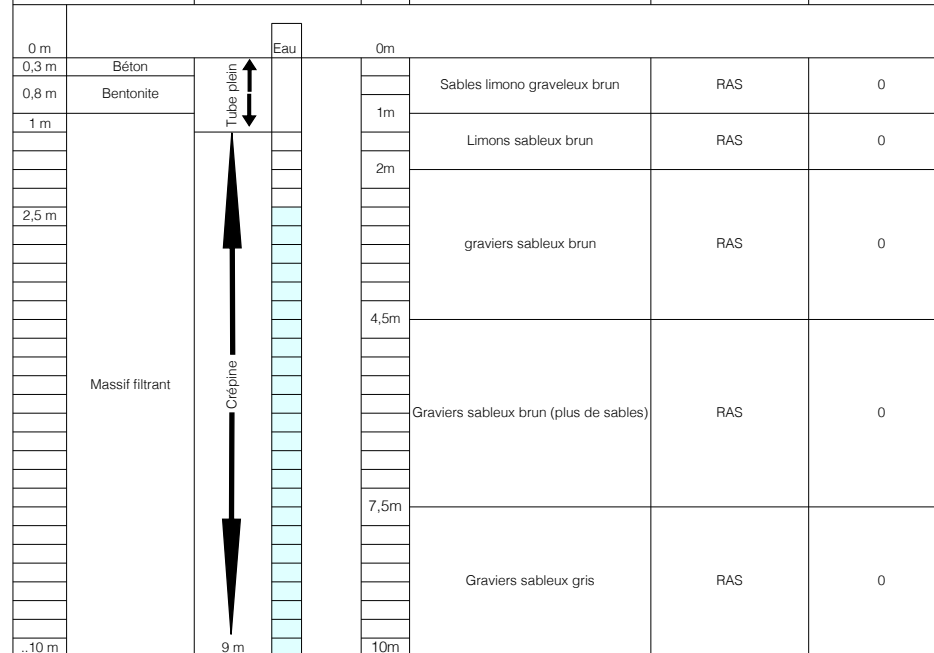 0 m Eau 0m
0,3 m Béton
Tube plein
Sables limono graveleux brun RAS 0
0,8 m Bentonite
1m
1 m
Limons sableux brun RAS 0
2m
2,5 m
graviers sableux brun RAS 0
4,5m
Massif filtrant
Crépine
Graviers sableux brun (plus de sables) RAS 0
7,5m
Graviers sableux gris RAS 0
..10 m 9 m 10m